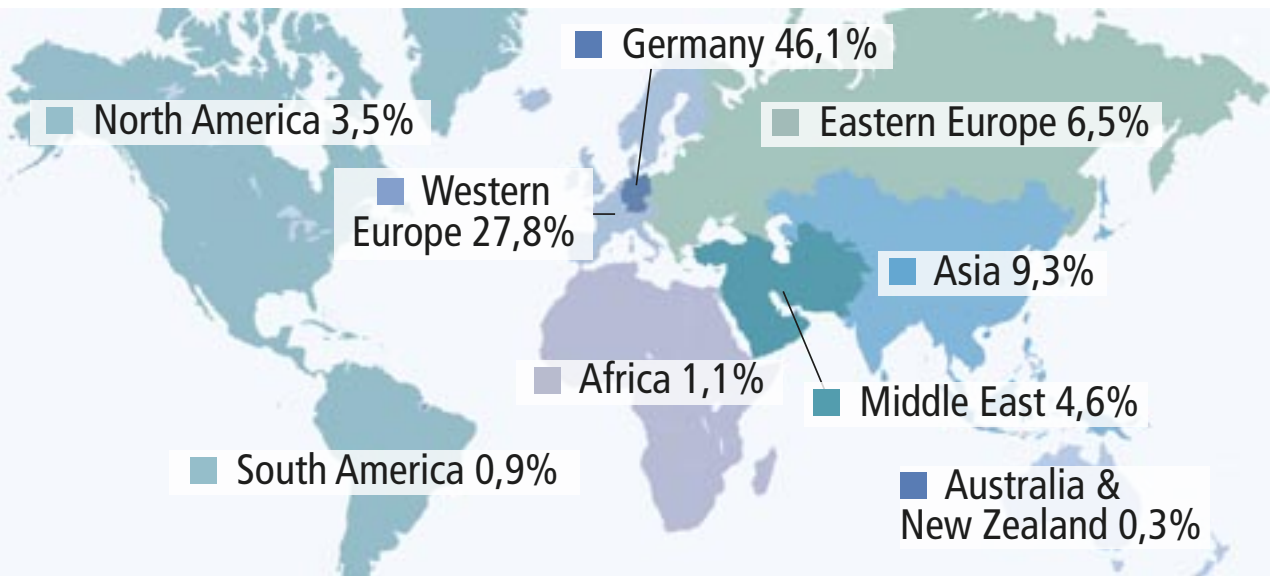 Germany 46,1%
North America 3,5%
Eastern Europe 6,5%
Western
Europe 27,8%
Asia 9,3%
Africa 1,1%
Middle East 4,6%
South America 0,9%
Australia &
New Zealand 0,3%